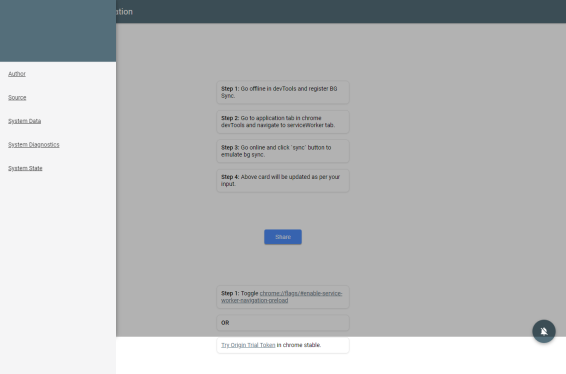 Author
Source
System Data
System Diagnostics
System State
Step 1: Go offline in devTools and register BG
Sync.
Step 2: Go to application tab in chrome
devTools and navigate to serviceWorker tab.
Step 3: Go online and click `sync` button to
emulate bg sync.
Step 4: Above card will be updated as per your
input.
Share
Step 1: Toggle chrome://flags/#enable-service-
worker-navigation-preload
OR
Try Origin Trial Token in chrome stable.